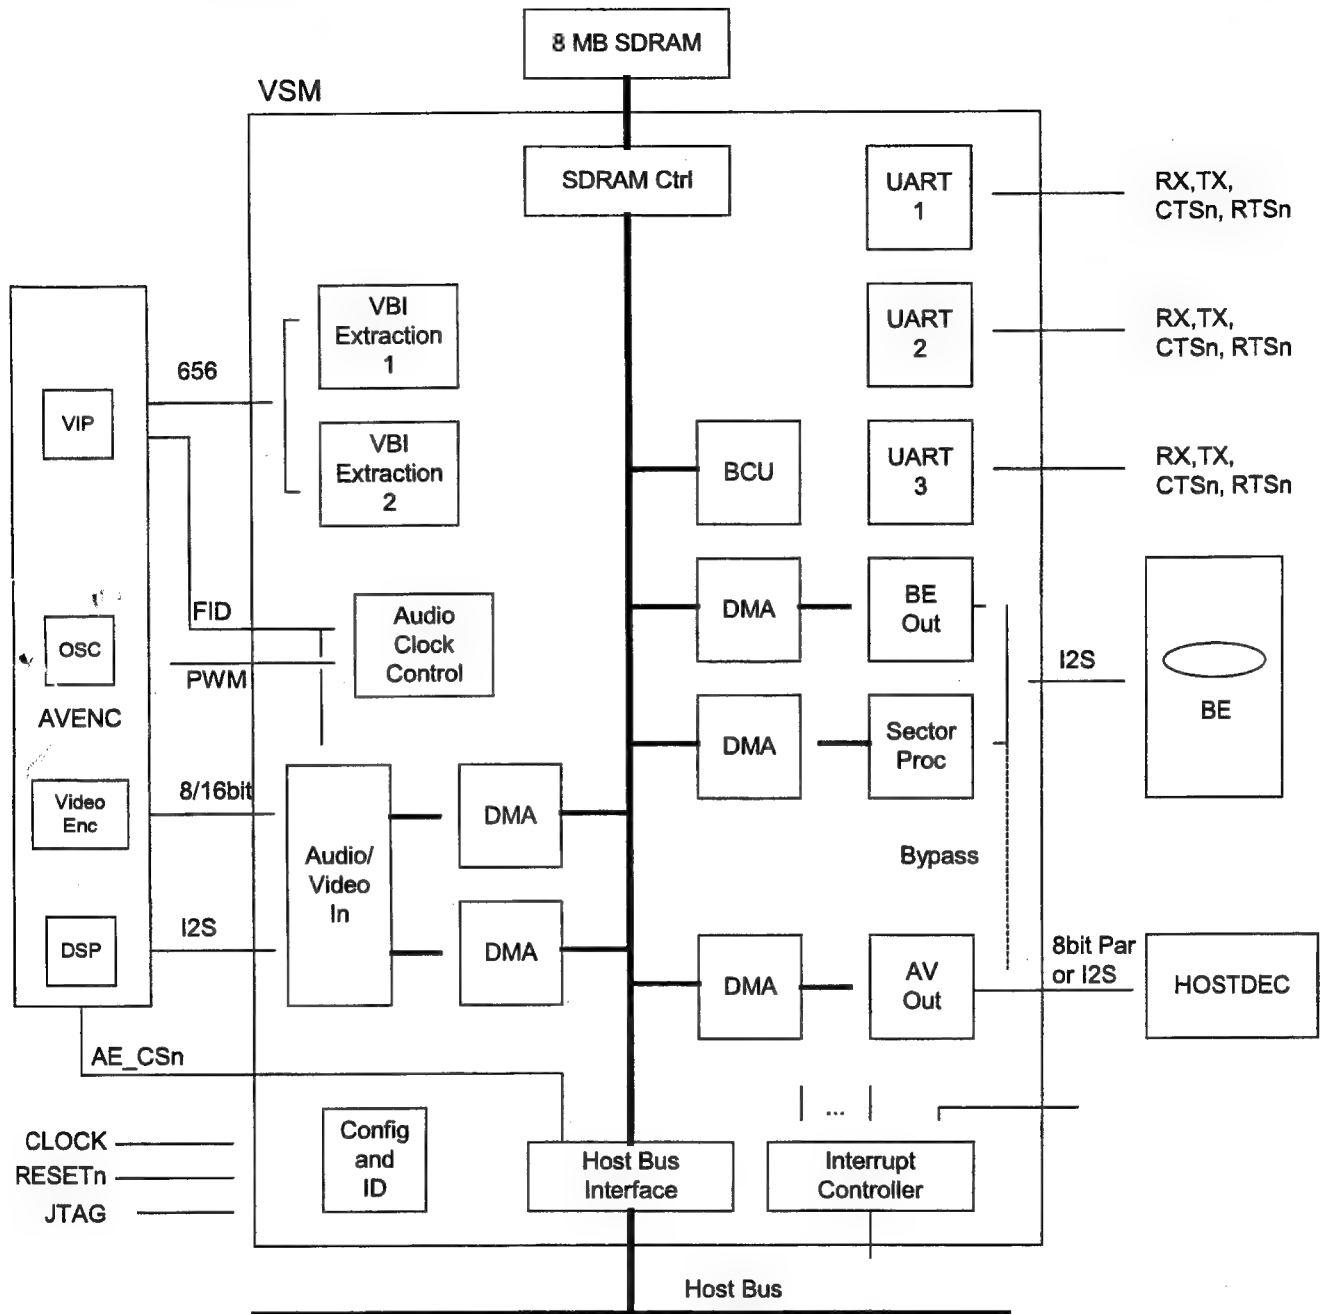 8 MB SDRAM
VSM
SDRAM Ctrl
UART
1
RX,TX,
CTSn, RTSn
VBI
Extraction
1
UART
2
RX,TX,
CTSn, RTSn
656
VIP
VBI
Extraction
2
BCU
UART
3
RX,TX,
CTSn, RTSn
FID
Audio
Clock
Control
DMA
BE
Out
OSC
PWM
I2S
BE
AVENC
DMA
Sector
Proc
Video
Enc
8/16bit
DMA
Audio/
Video
In
Bypass
DSP
I2S
DMA
DMA
AV
Out
8bit Par
or I2S
HOSTDEC
AE_CSn
...
CLOCK
RESETn
JTAG
Config
and
ID
Host Bus
Interface
Interrupt
Controller
Host Bus